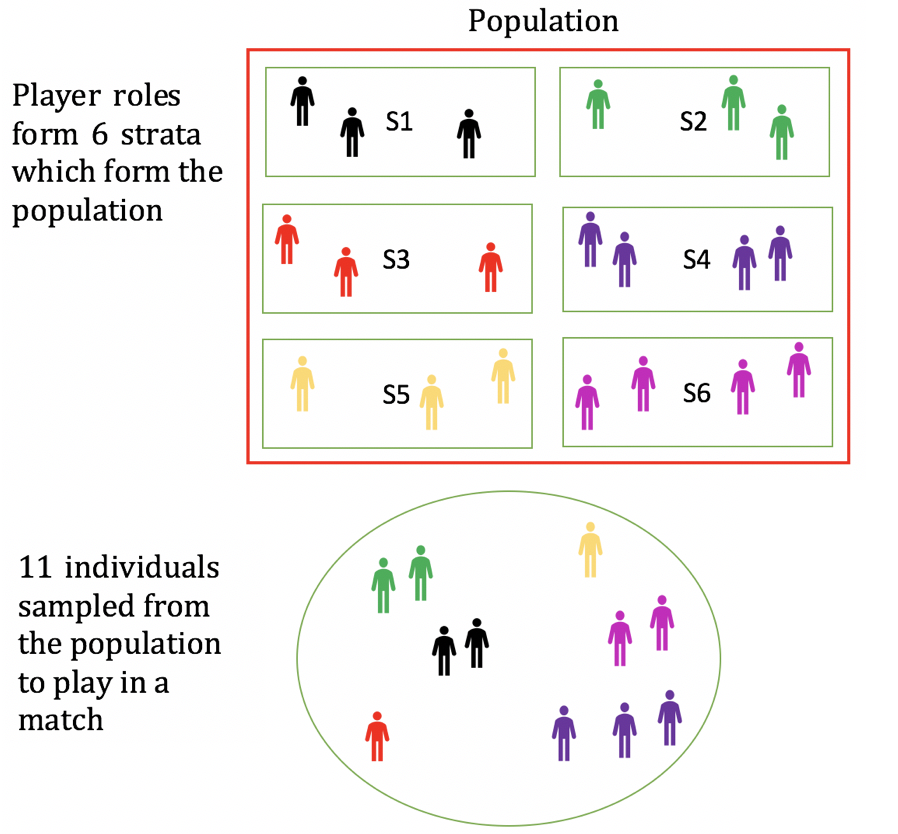 Population
Player roles
form 6 strata
which form the
population
S1
S2
S3
S4
S5
S6
11 individuals
sampled from
the population
to play in a
match